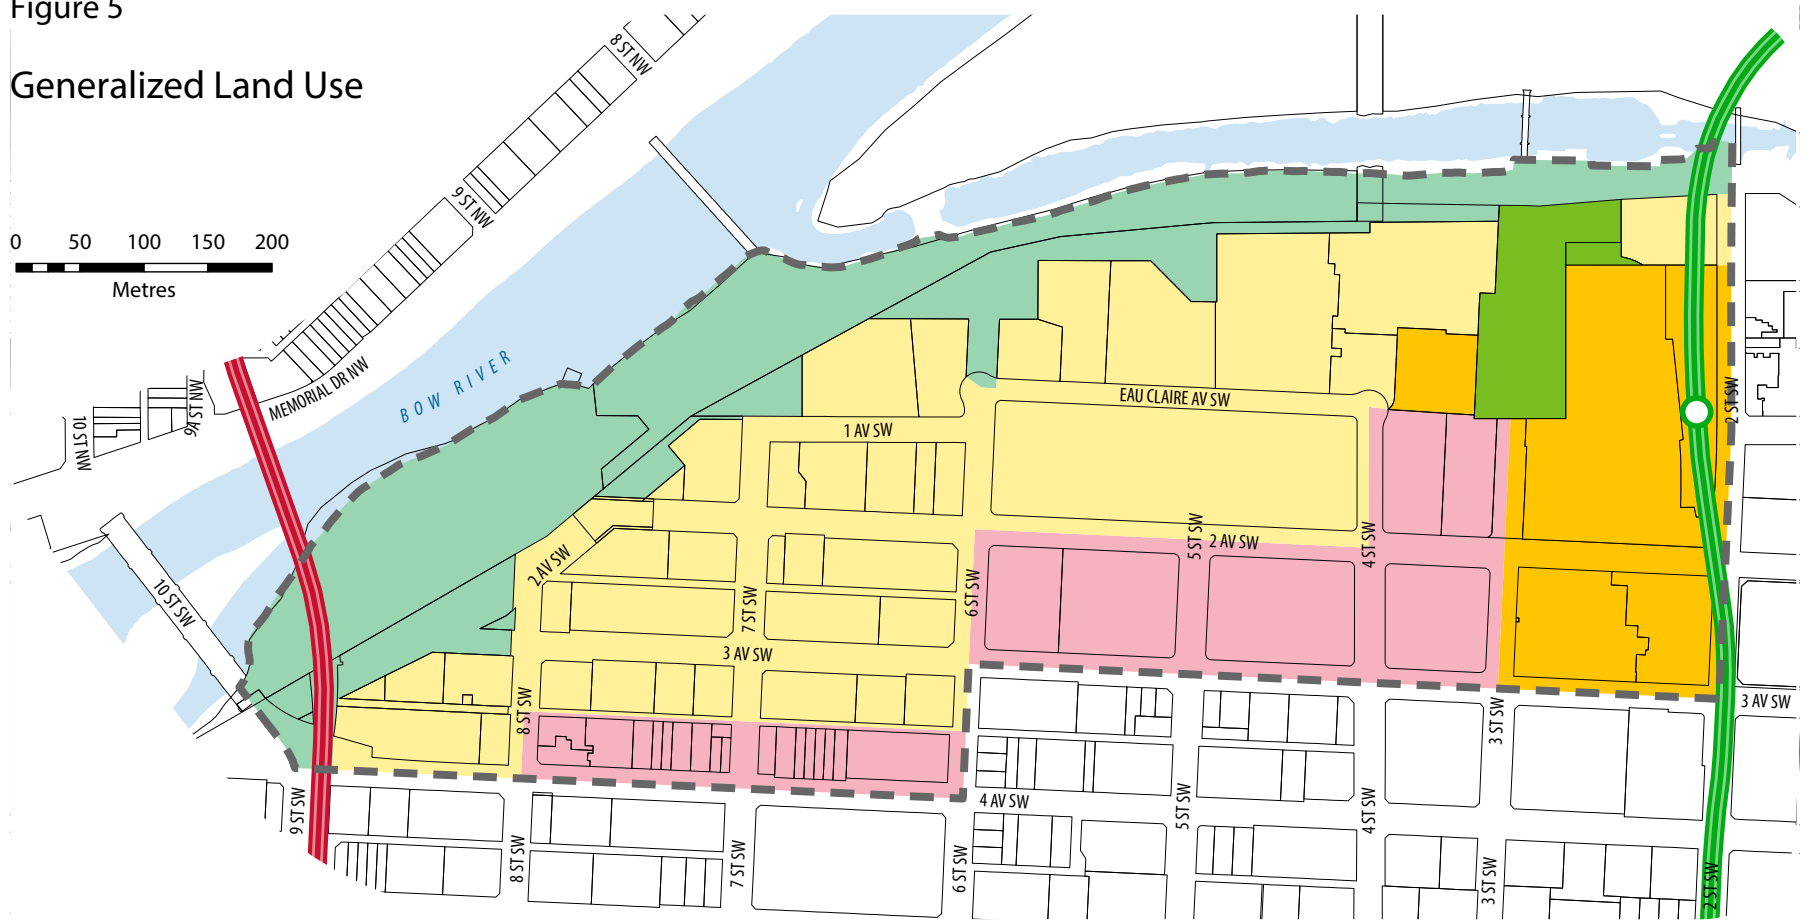 Figure 5
Generalized Land Use
0 50 100 150 200
Metres
8 ST NW
9 ST NW
9A ST NW
10 ST NW
MEMORIAL DR NW
BOW RIVER
10 ST SW
EAU CLAIRE AV SW
1 AV SW
2 AV SW
2 AV SW
3 AV SW
3 AV SW
4 AV SW
2 ST SW
5 ST SW
4 ST SW
6 ST SW
7 ST SW
8 ST SW
3 ST SW
9 ST SW
8 ST SW
7 ST SW
6 ST SW
5 ST SW
4 ST SW
3 ST SW
2 ST SW